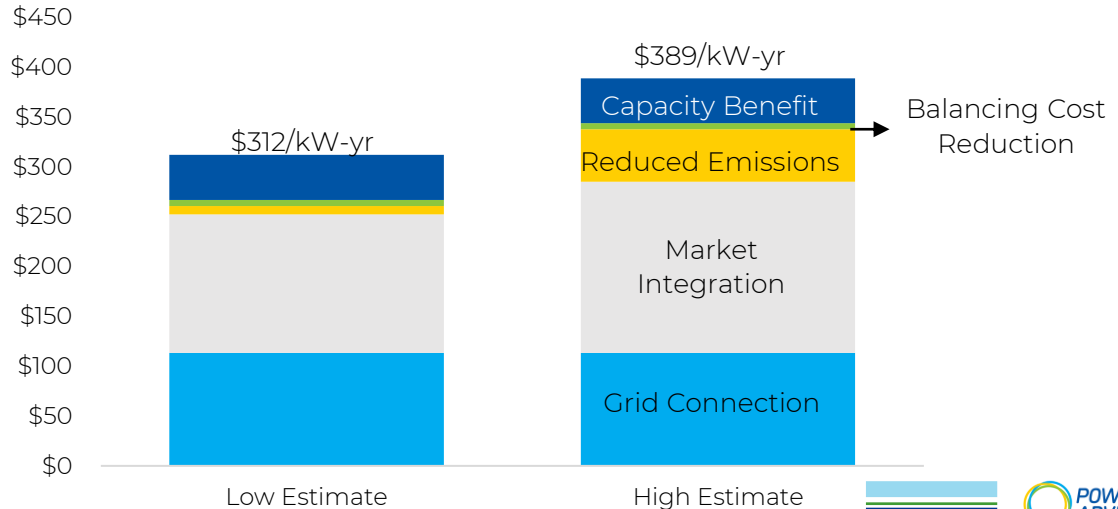 $450
$400
$350
$300
$250
$200
$150
$100
$50
$0
$312/kW-yr
$389/kW-yr
Capacity Benefit
Reduced Emissions
Market
Integration
Grid Connection
Balancing Cost
Reduction
Low Estimate
High Estimate